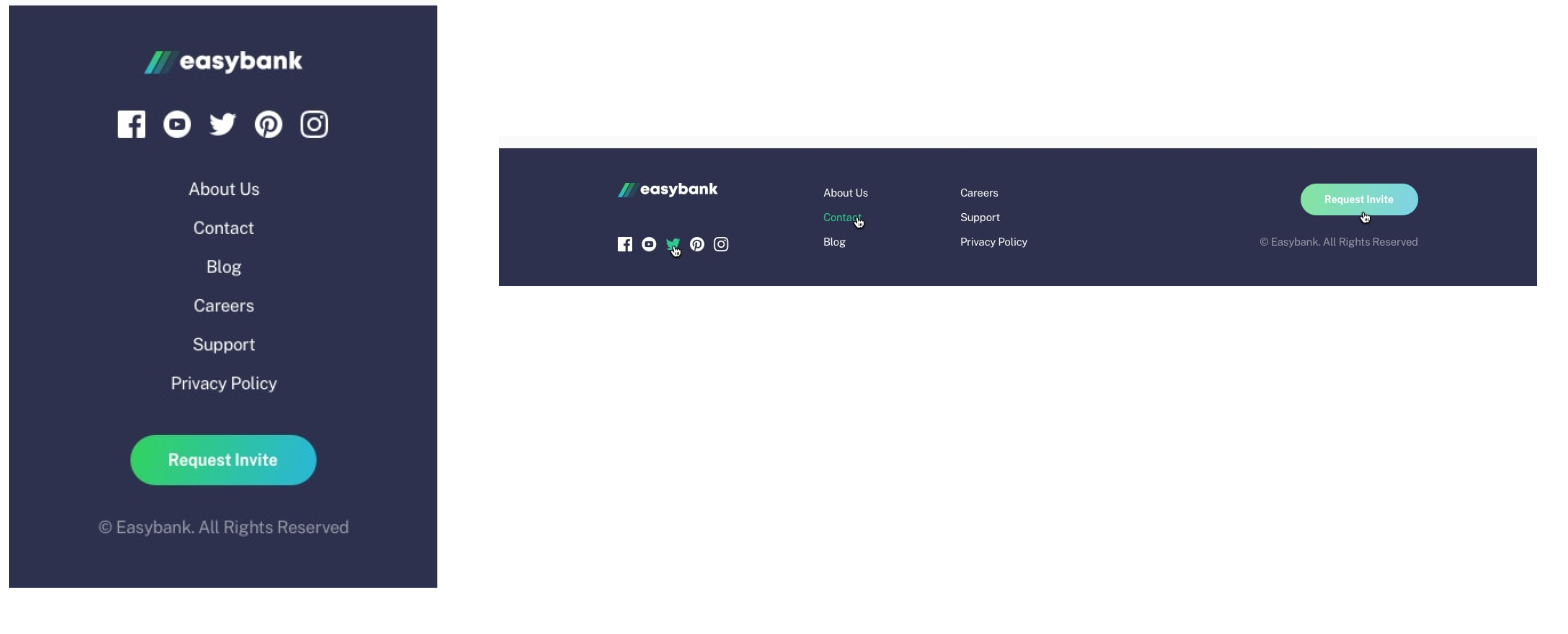 easybank
About Us
Contact
Blog
Careers
Support
Privacy Policy
Request Invite
© Easybank. All Rights Reserved
easybank
About Us
Contact
Blog
Careers
Support
Privacy Policy
Request Invite
© Easybank. All Rights Reserved